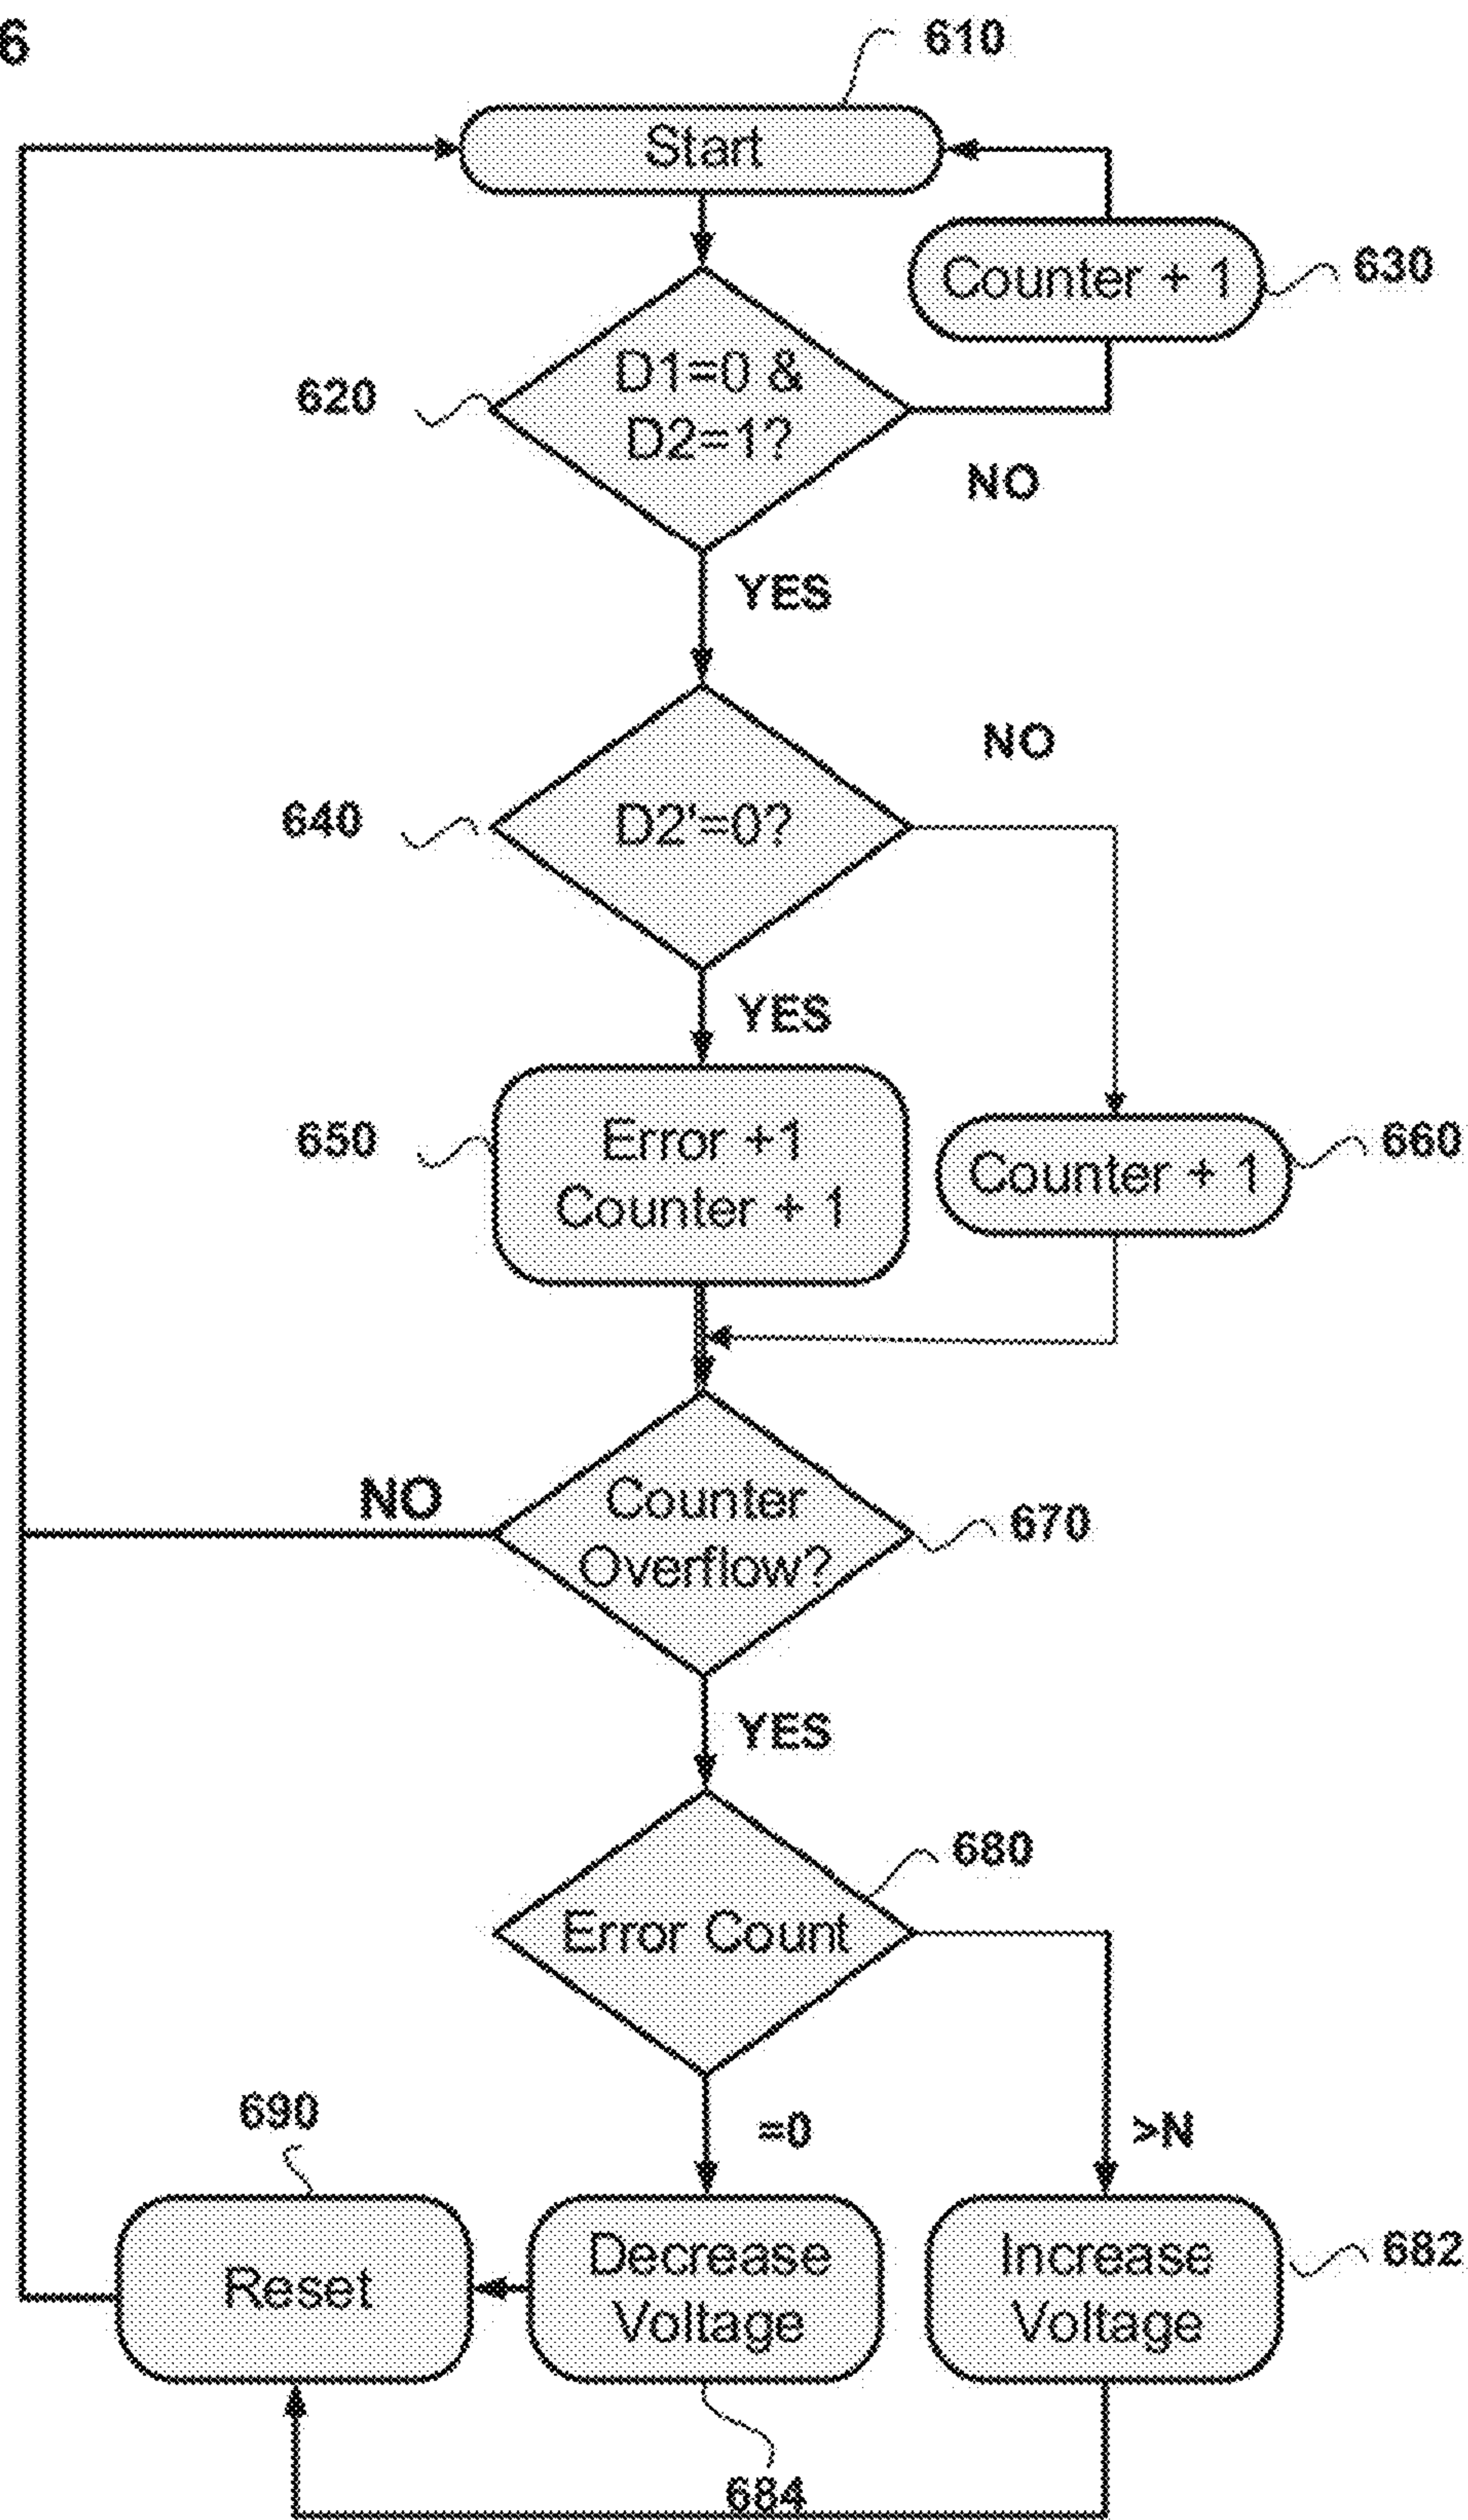 6
610
Start
Counter + 1
630
620
D1=0 &
D2=1?
NO
YES
NO
640
D2'=0?
YES
650
Error +1
Counter + 1
Counter + 1
660
NO
Counter
Overflow?
670
YES
680
Error Count
690
=0
>N
Reset
Decrease
Voltage
Increase
Voltage
682
684